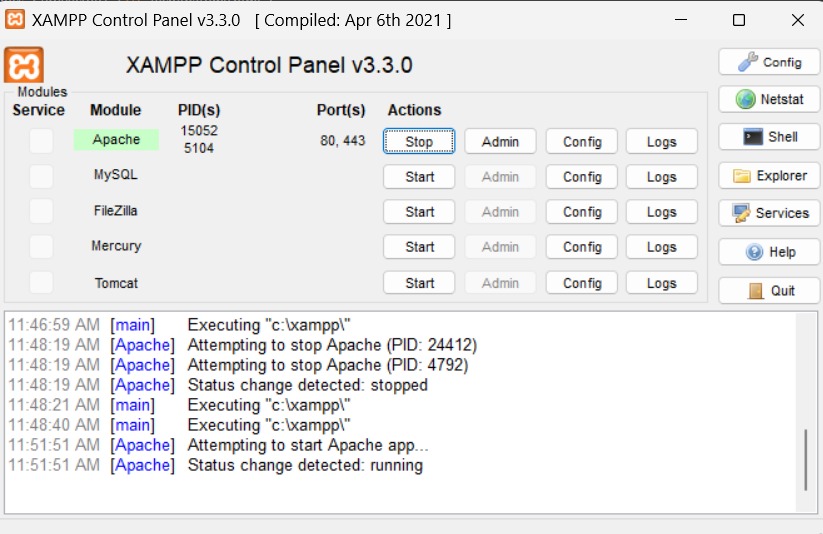 XAMPP Control Panel v3.3.0 [ Compiled: Apr 6th 2021 ]
XAMPP Control Panel v3.3.0
Config
Modules
Service Module PID(s) Port(s) Actions
Netstat
Apache 15052 5104 80, 443 Stop Admin Config Logs
Shell
MySQL Start Admin Config Logs
Explorer
FileZilla Start Admin Config Logs
Services
Mercury Start Admin Config Logs
Help
Tomcat Start Admin Config Logs
Quit
11:46:59 AM [main] Executing "c:\xampp\"
11:48:19 AM [Apache] Attempting to stop Apache (PID: 24412)
11:48:19 AM [Apache] Attempting to stop Apache (PID: 4792)
11:48:19 AM [Apache] Status change detected: stopped
11:48:21 AM [main] Executing "c:\xampp\"
11:48:40 AM [main] Executing "c:\xampp\"
11:51:51 AM [Apache] Attempting to start Apache app...
11:51:51 AM [Apache] Status change detected: running